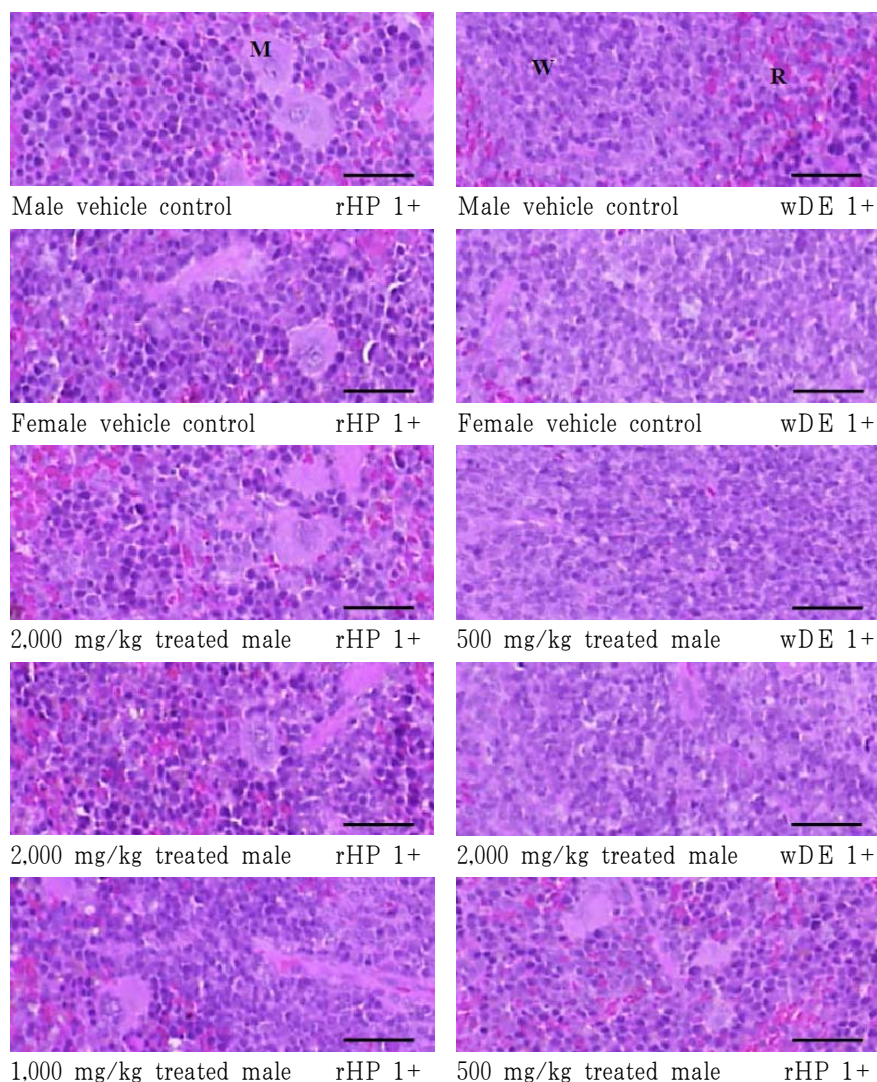 M
W
R
Male vehicle control rHP 1+
Male vehicle control wDE 1+
Female vehicle control rHP 1+
Female vehicle control wDE 1+
2,000 mg/kg treated male rHP 1+
500 mg/kg treated male wDE 1+
2,000 mg/kg treated male rHP 1+
2,000 mg/kg treated male wDE 1+
1,000 mg/kg treated male rHP 1+
500 mg/kg treated male rHP 1+